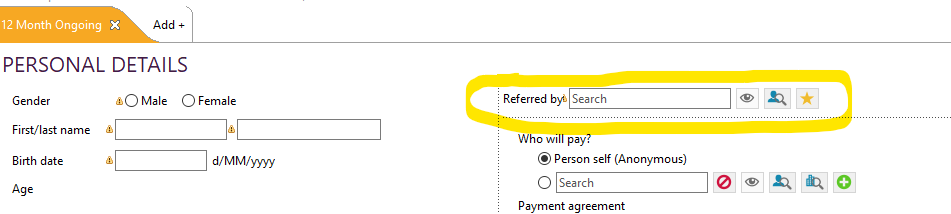 12 Month Ongoing
Add +
PERSONAL DETAILS
Gender Male Female
First/last name
Birth date d/MM/yyyy
Age
Referred by Search
Who will pay?
Person self (Anonymous)
Search
Payment agreement